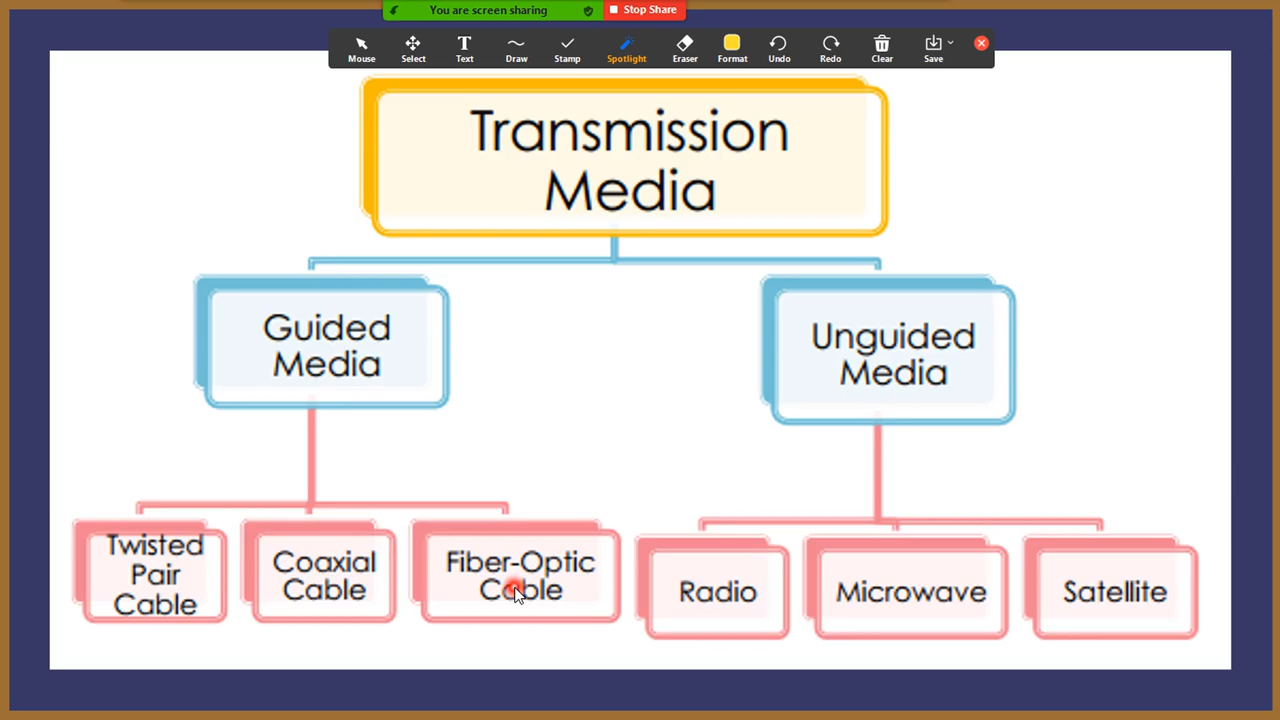 You are screen sharing
Stop Share
Mouse
Select
Text
Draw
Stamp
Spotlight
Eraser
Format
Undo
Redo
Clear
Save
Transmission
Media
Guided
Media
Unguided
Media
Twisted
Pair
Cable
Coaxial
Cable
Fiber-Optic
Cable
Radio
Microwave
Satellite